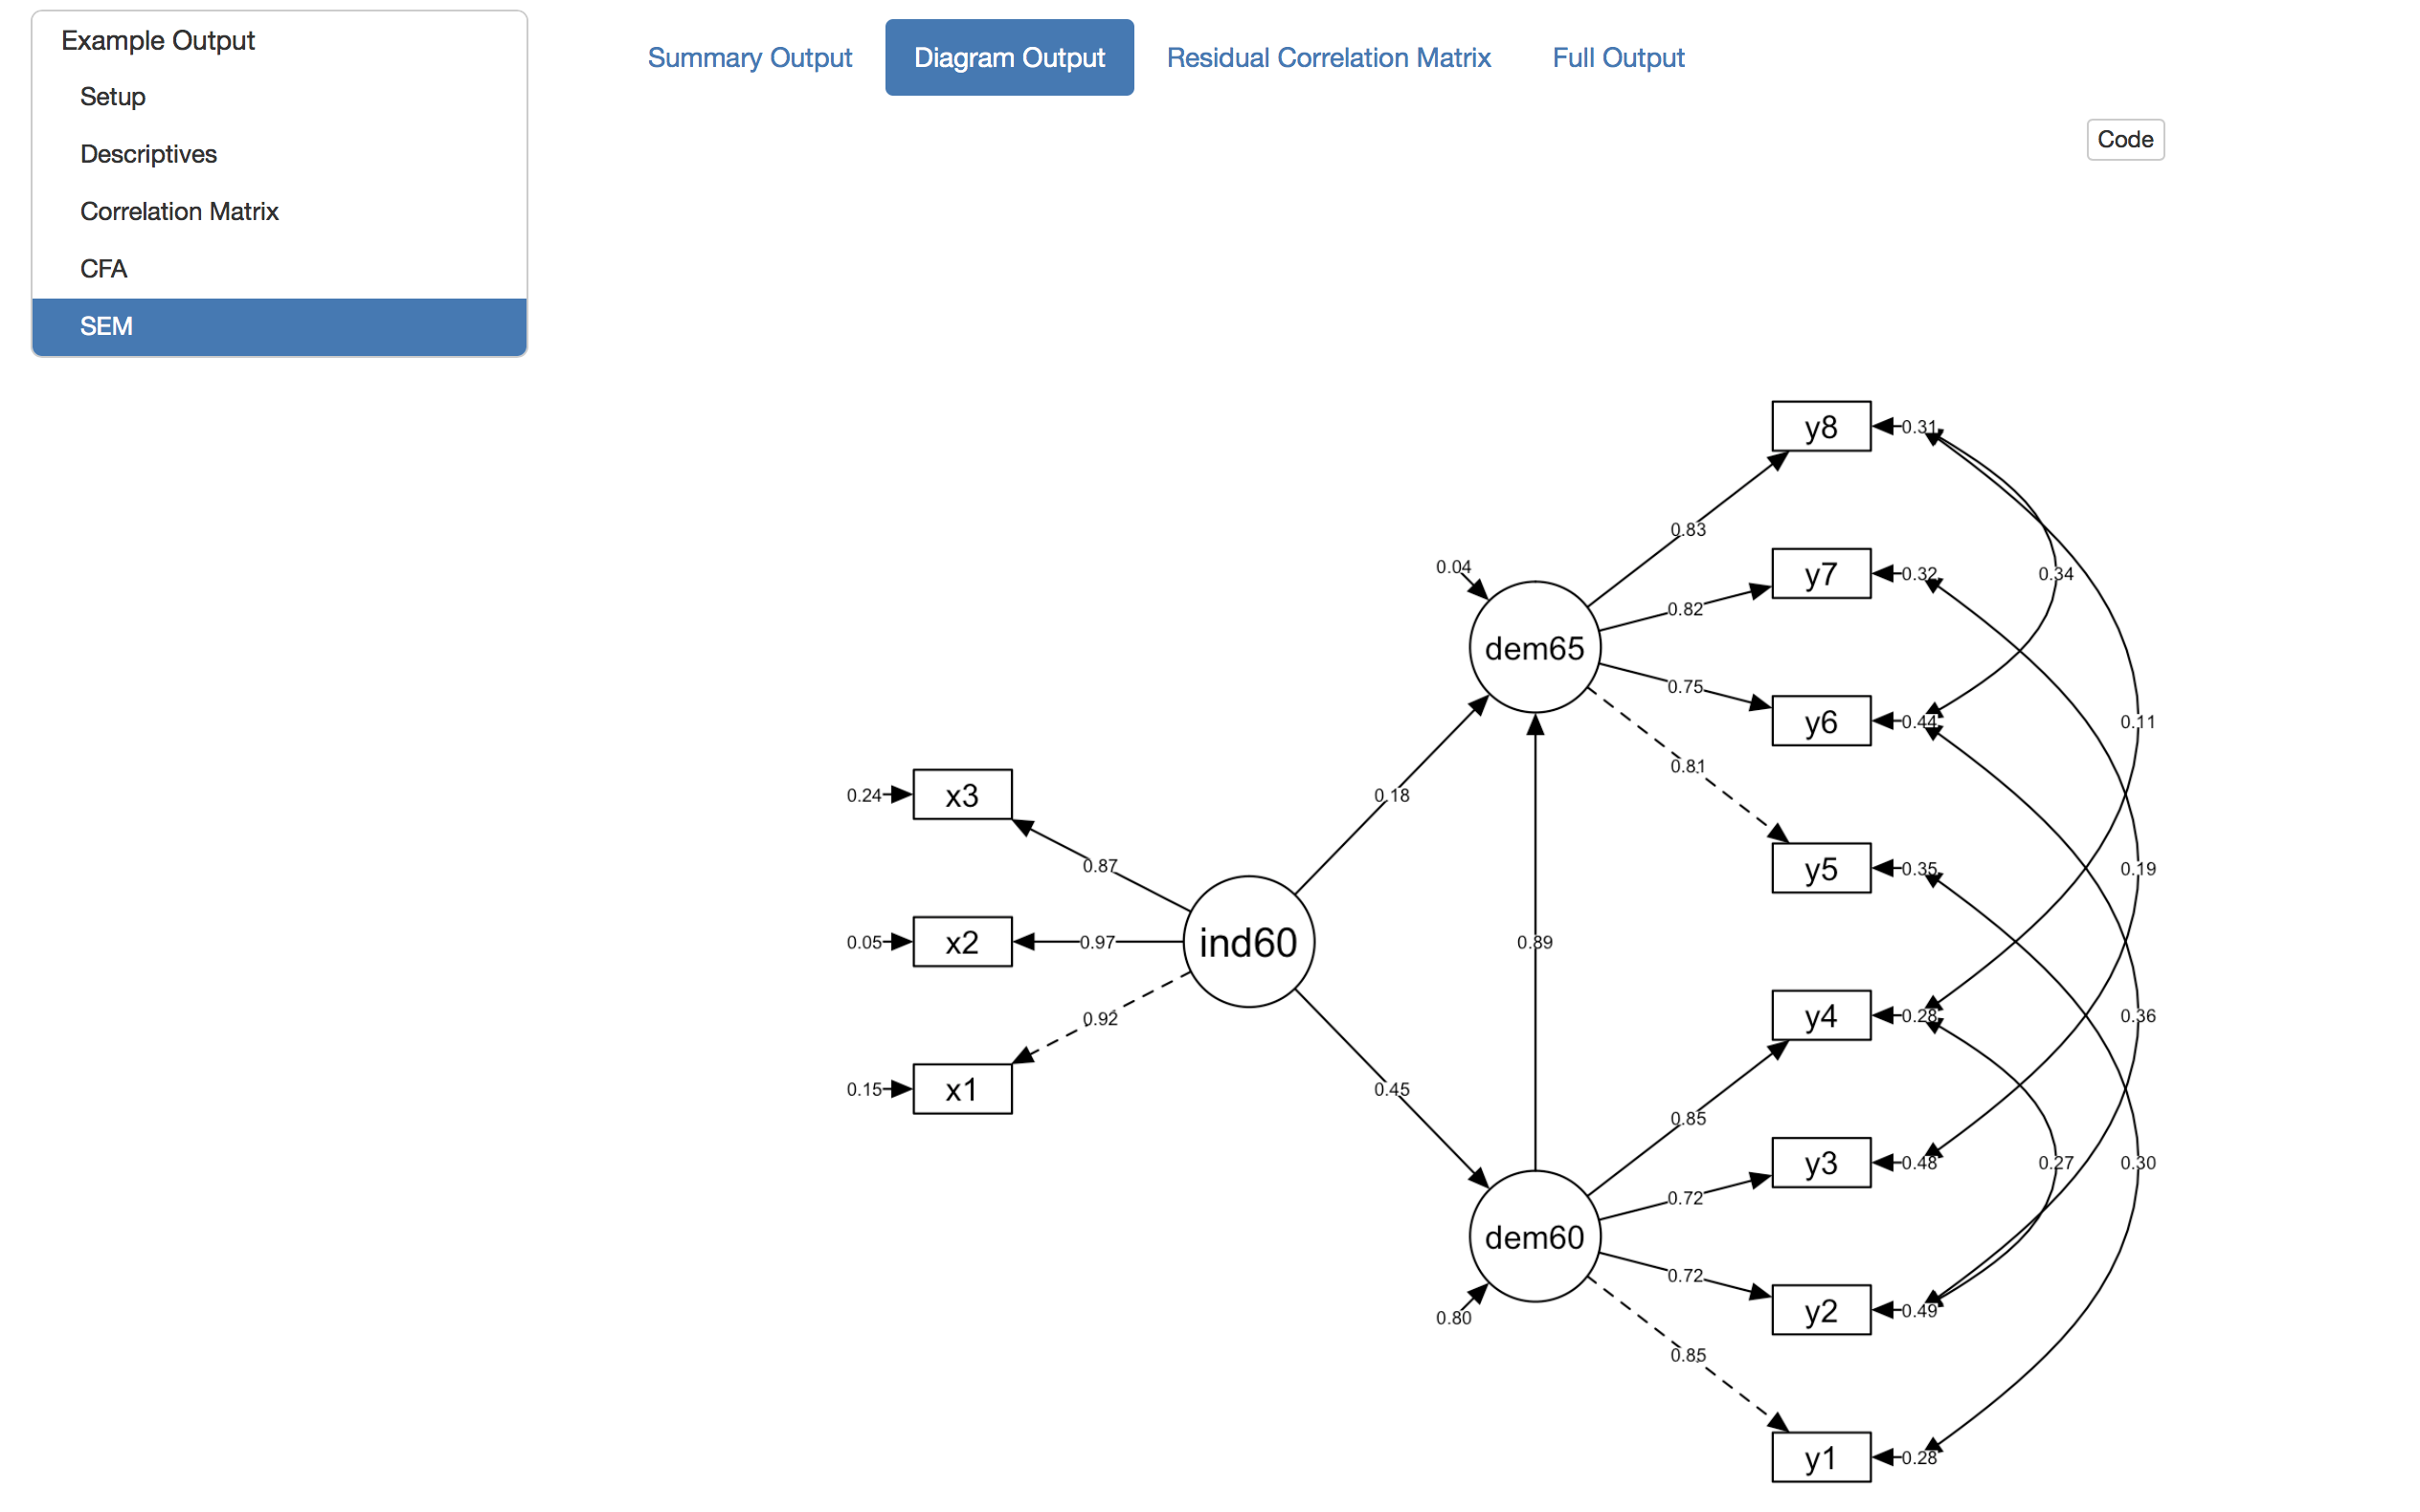 Example Output
Setup
Descriptives
Correlation Matrix
CFA
SEM
Summary Output Diagram Output Residual Correlation Matrix Full Output
Code
y8 0.31
0.83
0.04 y7 0.32 0.34
0.82
dem65
0.75
y6 0.44 0.11
0.81
x3 0.24 0.18
0.87
y5 0.35 0.19
0.05 x2 0.97 ind60 0.89
0.92
y4 0.28 0.36
0.15 x1 0.45
0.85
y3 0.48 0.27 0.30
0.72
dem60
0.72
0.80 y2 0.49
0.85
y1 0.28